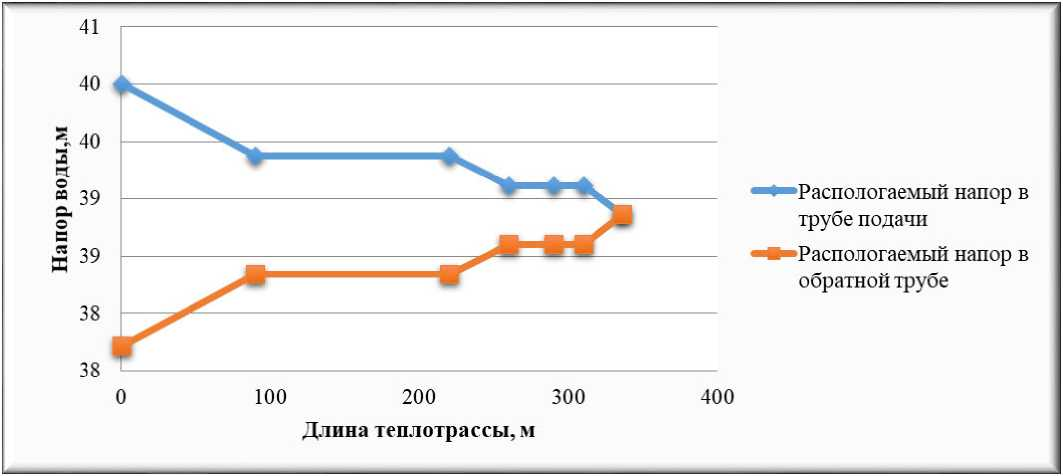 41
40
40
39
39
38
38
Напор воды,м
0 100 200 300 400
Длина теплотрассы, м
Распологаемый напор в
трубе подачи
Распологаемый напор в
обратной трубе